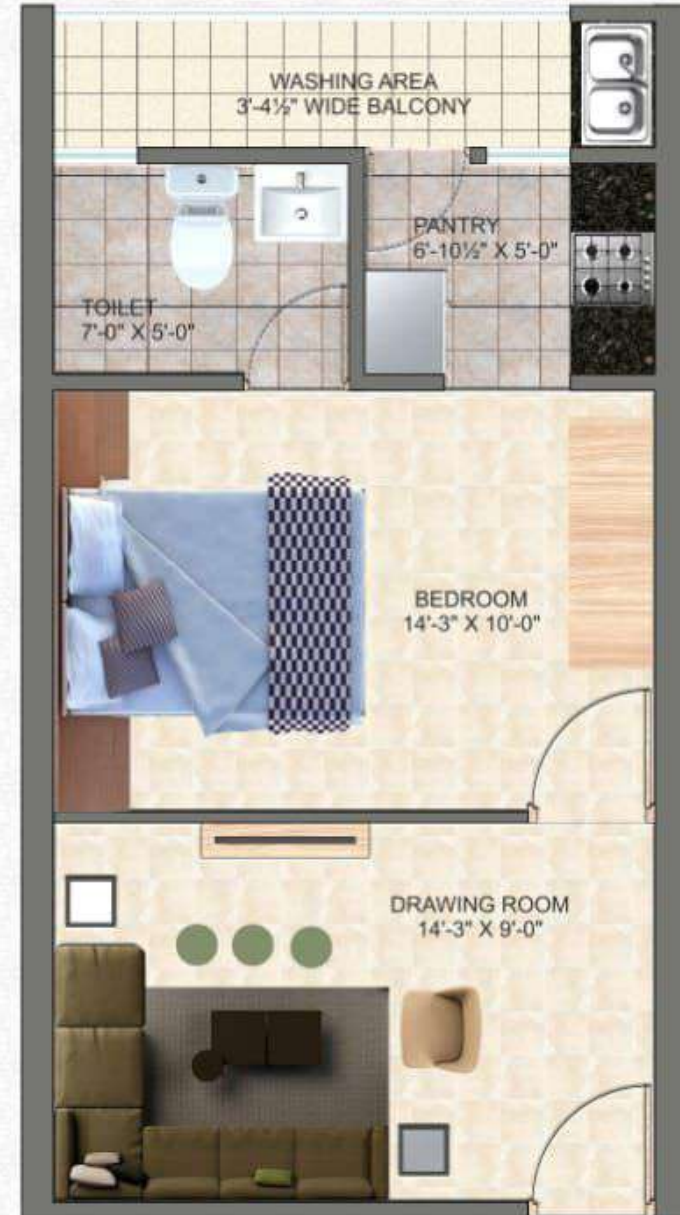 WASHING AREA
3'-4½" WIDE BALCONY
PANTRY
6'-10½" X 5'-0"
TOILET
7'-0" X 5'-0"
BEDROOM
14'-3" X 10'-0"
DRAWING ROOM
14'-3" X 9'-0"